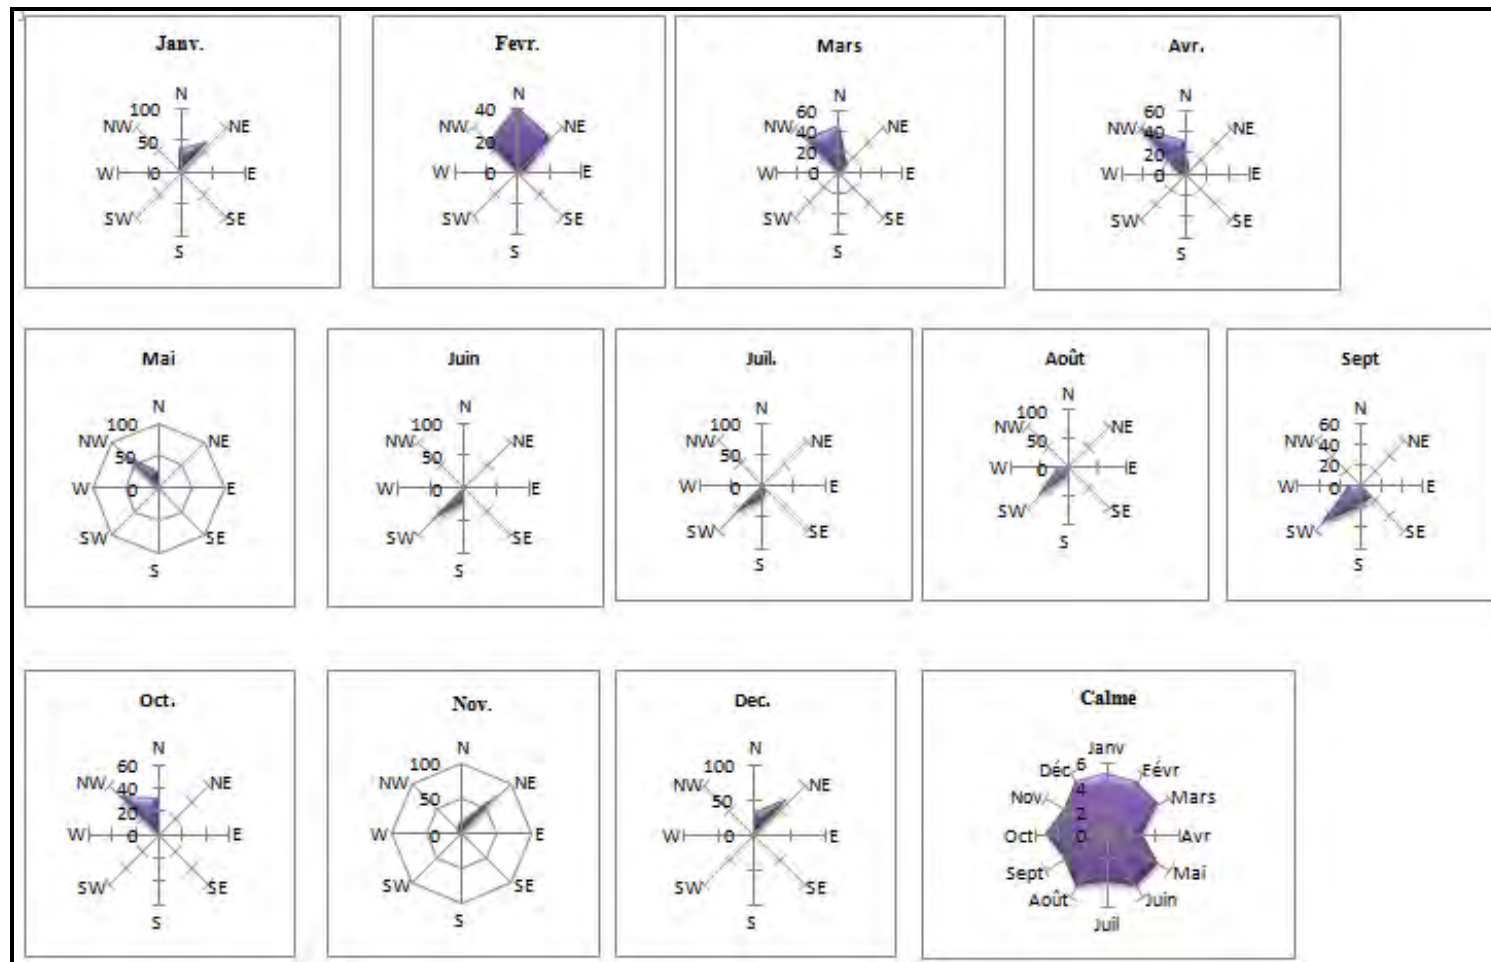 Janv.
N
100
NW
NE
50
W
0
E
SW
SE
S
Fevr.
N
40
NW
NE
20
W
0
E
SW
SE
S
Mars
N
60
NW
NE
40
20
W
0
E
SW
SE
S
Avr.
N
60
NW
NE
40
20
W
0
E
SW
SE
S
Mai
N
100
NW
NE
50
W
0
E
SW
SE
S
Juin
N
100
NW
NE
50
W
0
E
SW
SE
S
Juil.
N
100
NW
NE
50
W
0
E
SW
SE
S
Août
N
100
NW
NE
50
W
0
E
SW
SE
S
Sept
N
60
NW
NE
40
20
W
0
E
SW
SE
S
Oct.
N
60
NW
NE
40
20
W
0
E
SW
SE
S
Nov.
N
100
NW
NE
50
W
0
E
SW
SE
S
Dec.
N
100
NW
NE
50
W
0
E
SW
SE
S
Calme
Janv
6
Déc
Févr
4
Nov
Mars
2
Oct
0
Avr
Sept
Mai
Août
Juin
Juil